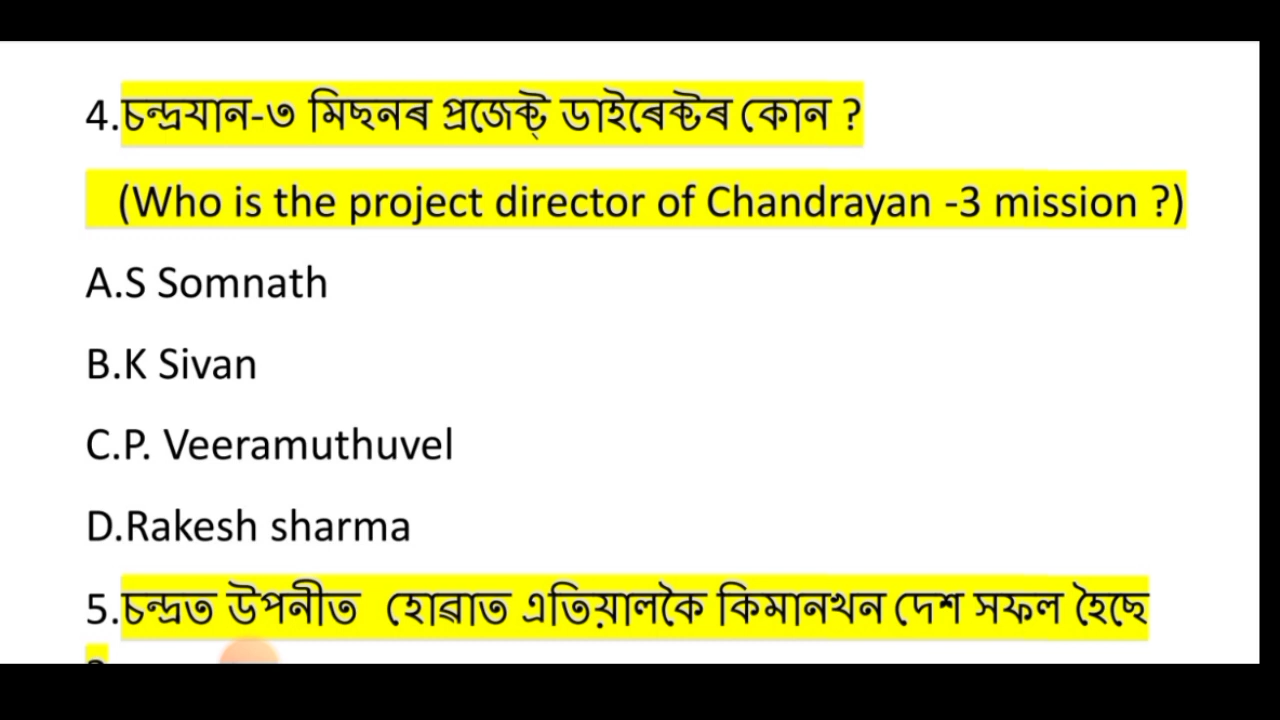 4.চন্দ্ৰযান-৩ মিছনৰ প্ৰজেক্ট্ ডাইৰেক্টৰ কোন ?
(Who is the project director of Chandrayan -3 mission ?)
A.S Somnath
B.K Sivan
C.P. Veeramuthuvel
D.Rakesh sharma
5.চন্দ্ৰত উপনীত হোৱাত এতিয়ালকৈ কিমানখন দেশ সফল হৈছে
?